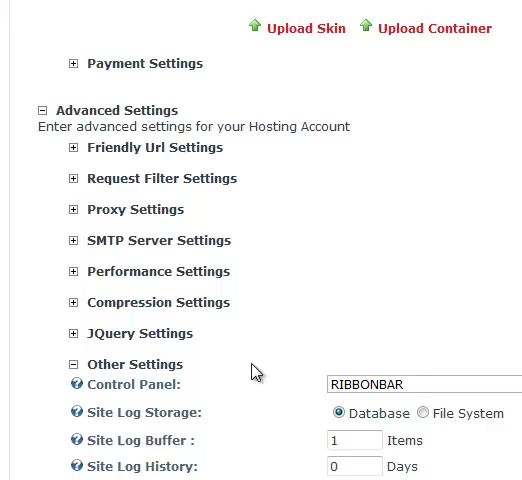 Upload Skin Upload Container
Payment Settings
Advanced Settings
Enter advanced settings for your Hosting Account
Friendly Url Settings
Request Filter Settings
Proxy Settings
SMTP Server Settings
Performance Settings
Compression Settings
JQuery Settings
Other Settings
Control Panel: RIBBONBAR
Site Log Storage: Database File System
Site Log Buffer : 1 Items
Site Log History: 0 Days